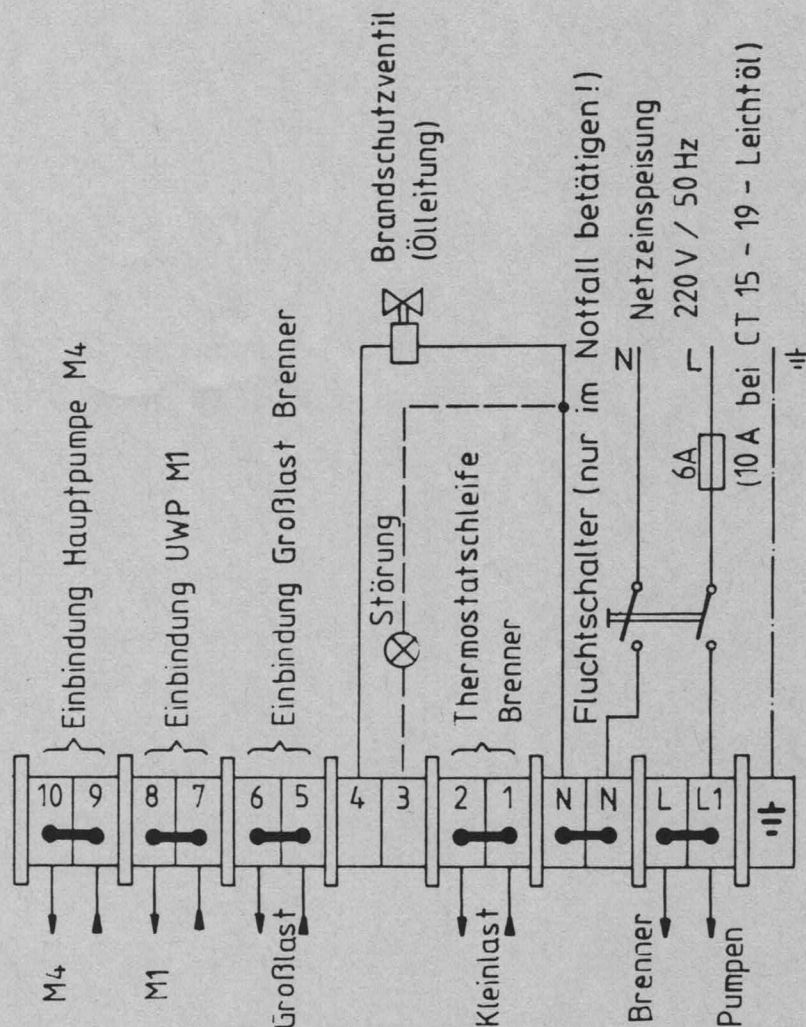 Einbindung Hauptpumpe M4
Einbindung UWP M1
Einbindung Großlast Brenner
Störung
Brandschutzventil
(Ölleitung)
Thermostatschleife
Brenner
Fluchtschalter (nur im Notfall betätigen!)
N
Netzeinspeisung
L
220 V / 50 Hz
6A
(10 A bei CT 15 - 19 - Leichtöl)
10
9
8
7
6
5
4
3
2
1
N
N
L
L1
M4
M1
Großlast
Kleinlast
Brenner
Pumpen